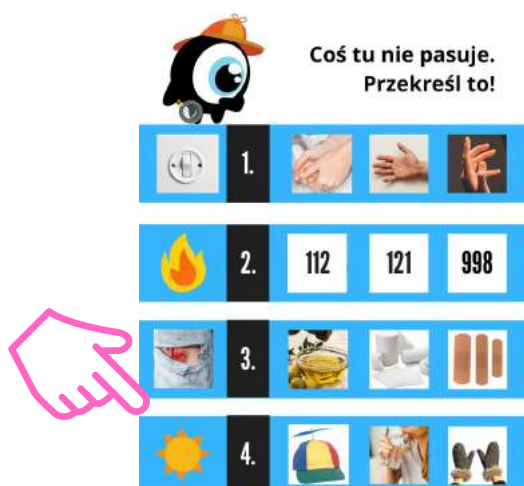 Coś tu nie pasuje.
Przekreśl to!
1.
2. 112 121 998
3.
4.